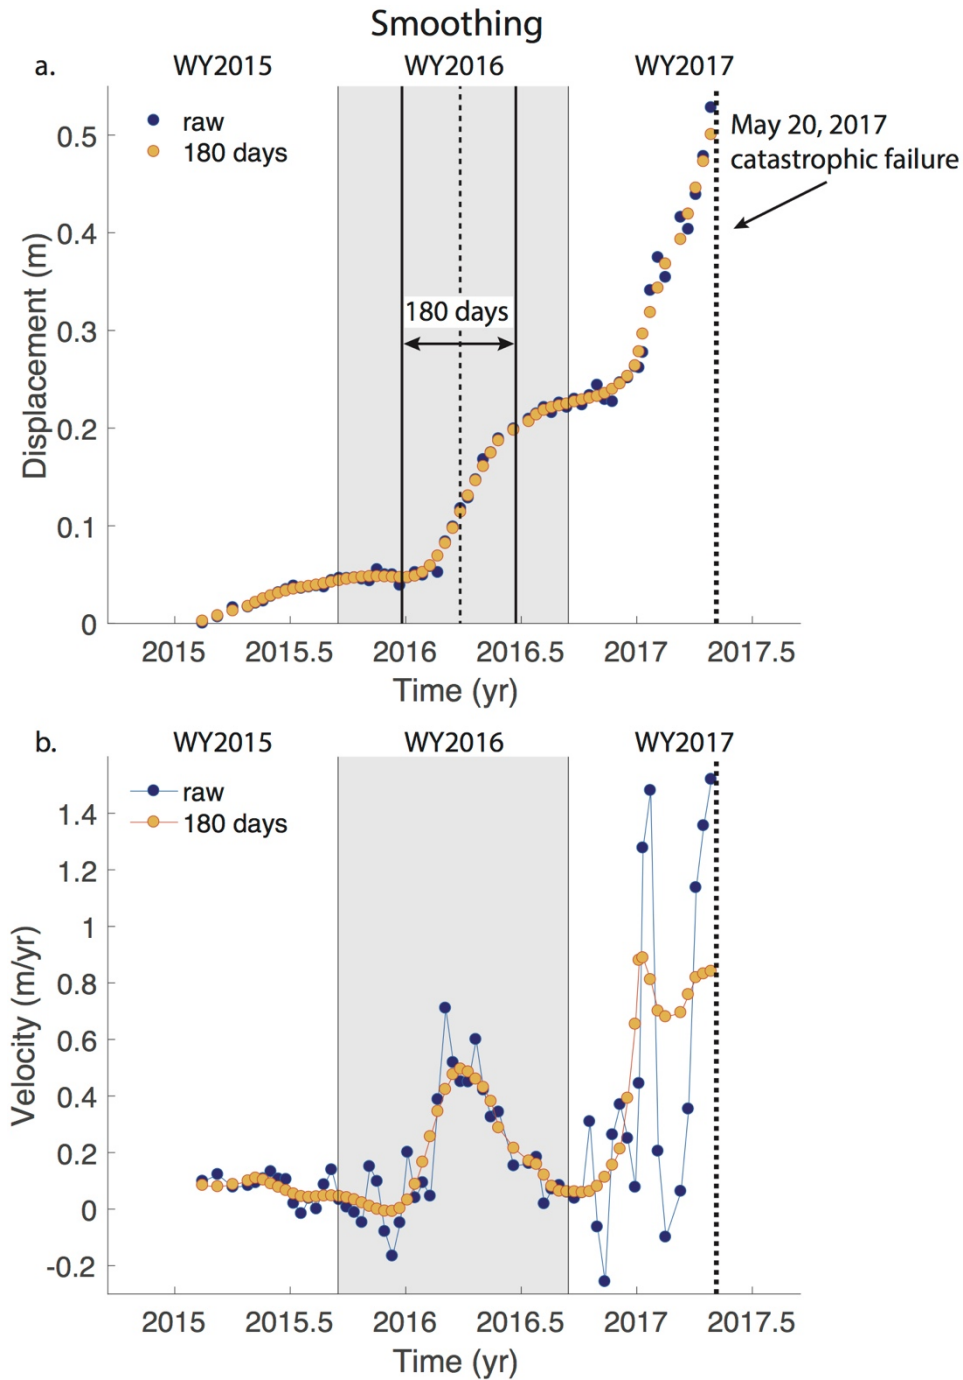 Smoothing
a.
WY2015 WY2016 WY2017
raw
180 days
May 20, 2017
catastrophic failure
180 days
Displacement (m)
0.5
0.4
0.3
0.2
0.1
0
2015 2015.5 2016 2016.5 2017 2017.5
Time (yr)
b.
WY2015 WY2016 WY2017
raw
180 days
Velocity (m/yr)
1.4
1.2
1
0.8
0.6
0.4
0.2
0
-0.2
2015 2015.5 2016 2016.5 2017 2017.5
Time (yr)